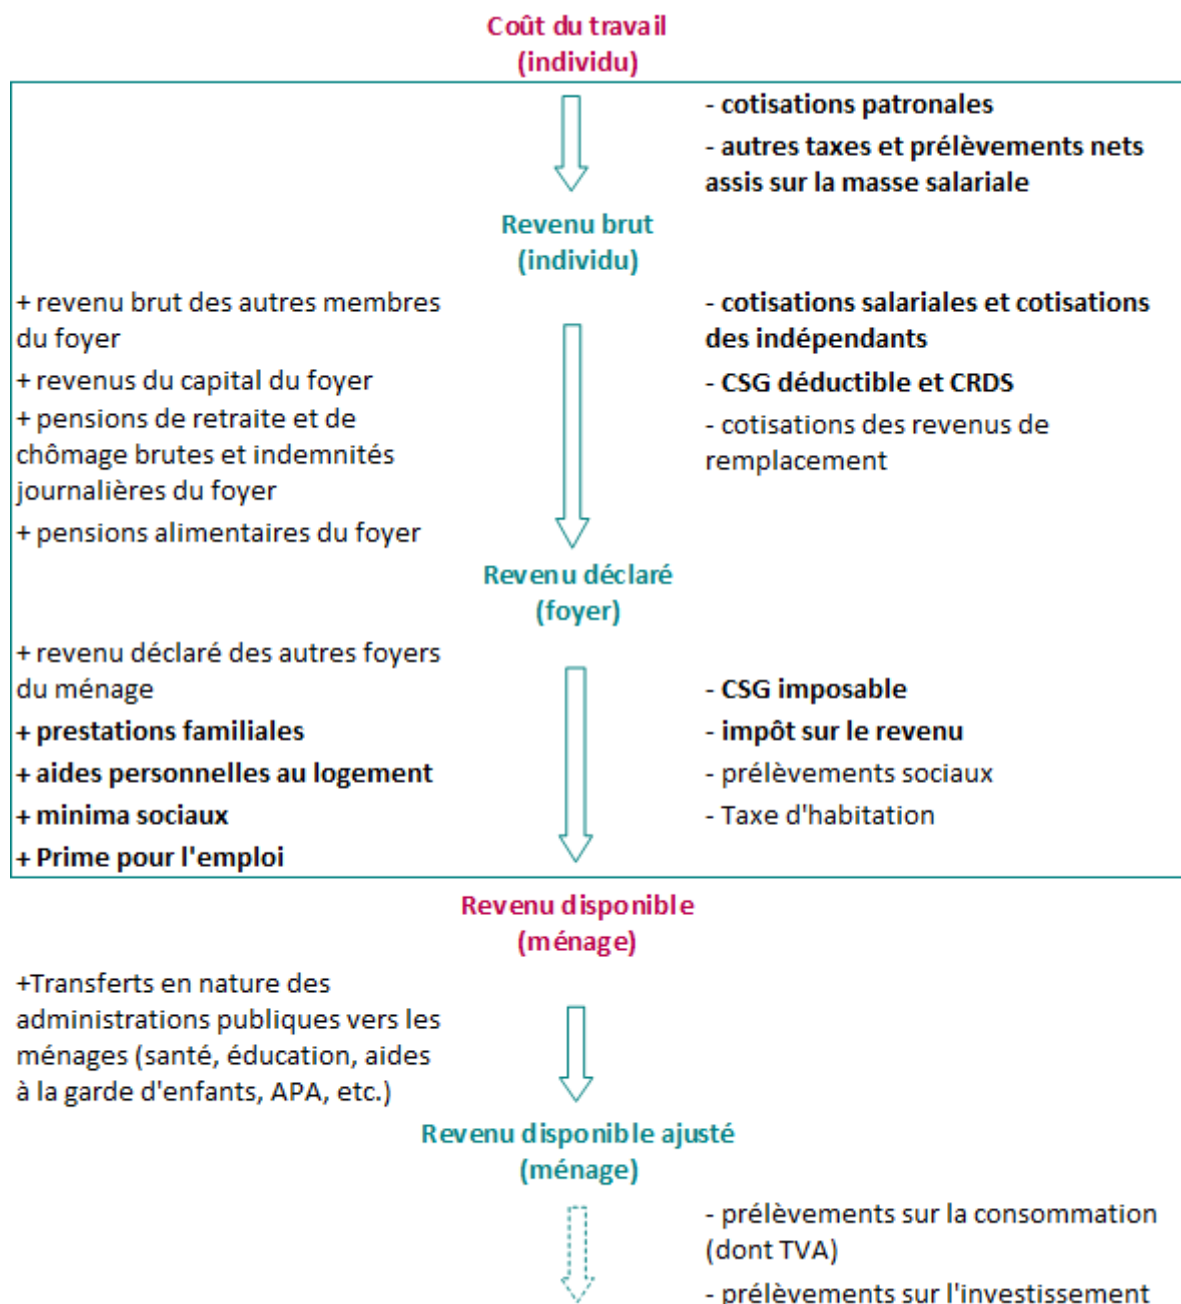 Coût du travail
(individu)
- cotisations patronales
- autres taxes et prélèvements nets
assis sur la masse salariale
Revenu brut
(individu)
+ revenu brut des autres membres
du foyer
+ revenus du capital du foyer
+ pensions de retraite et de
chômage brutes et indemnités
journalières du foyer
+ pensions alimentaires du foyer
- cotisations salariales et cotisations
des indépendants
- CSG déductible et CRDS
- cotisations des revenus de
remplacement
Revenu déclaré
(foyer)
+ revenu déclaré des autres foyers
du ménage
+ prestations familiales
+ aides personnelles au logement
+ minima sociaux
+ Prime pour l'emploi
- CSG imposable
- impôt sur le revenu
- prélèvements sociaux
- Taxe d'habitation
Revenu disponible
(ménage)
+Transferts en nature des
administrations publiques vers les
ménages (santé, éducation, aides
à la garde d'enfants, APA, etc.)
Revenu disponible ajusté
(ménage)
- prélèvements sur la consommation
(dont TVA)
- prélèvements sur l'investissement